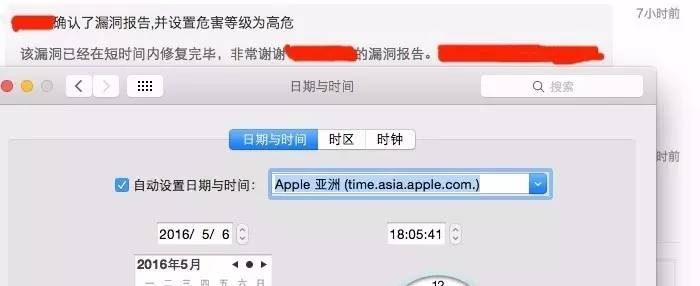 7小时前
确认了漏洞报告,并设置危害等级为高危
该漏洞已经在短时间内修复完毕，非常谢谢 的漏洞报告。
日期与时间
搜索
日期与时间 时区 时钟
时前
自动设置日期与时间： Apple 亚洲 (time.asia.apple.com.)
2016/ 5/ 6
18:05:41
2016年5月
一 二 三 四 五 六 日
12